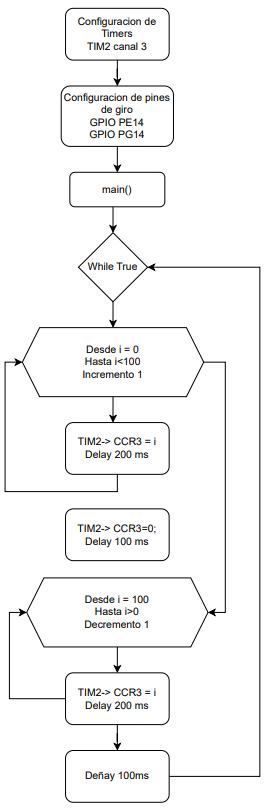 Configuracion de
Timers
TIM2 canal 3
Configuracion de pines
de giro
GPIO PE14
GPIO PG14
main()
While True
Desde i = 0
Hasta i<100
Incremento 1
TIM2-> CCR3 = i
Delay 200 ms
TIM2-> CCR3=0;
Delay 100 ms
Desde i = 100
Hasta i>0
Decremento 1
TIM2-> CCR3 = i
Delay 200 ms
Deñay 100ms